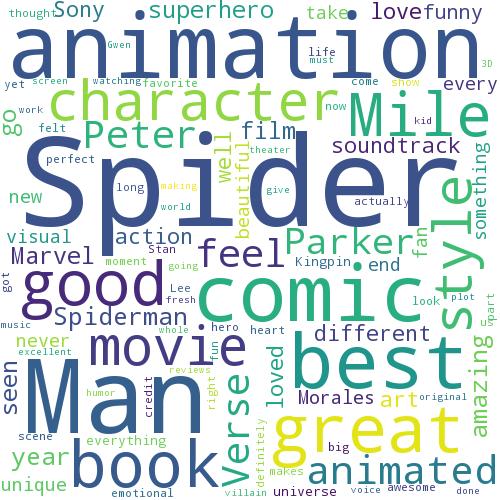 thought Sony superhero take love funny
animation
Gwen life must 3D
yet screen watching favorite come show every
go work character now Mile
felt Peter film kid
perfect well beautiful theater soundtrack something
Spider
long making give actually
new world style
visual action Parker fan
Marvel Stan feel Kingpin end
moment going
got good Lee comic look plot part
fresh
music Spiderman hero heart different u
never movie whole fun best amazing
excellent reviews loved
seen Man credit humor right Verse Morales art original
scene great
everything definitely big
year book makes animated
unique emotional villain universe voice awesome done